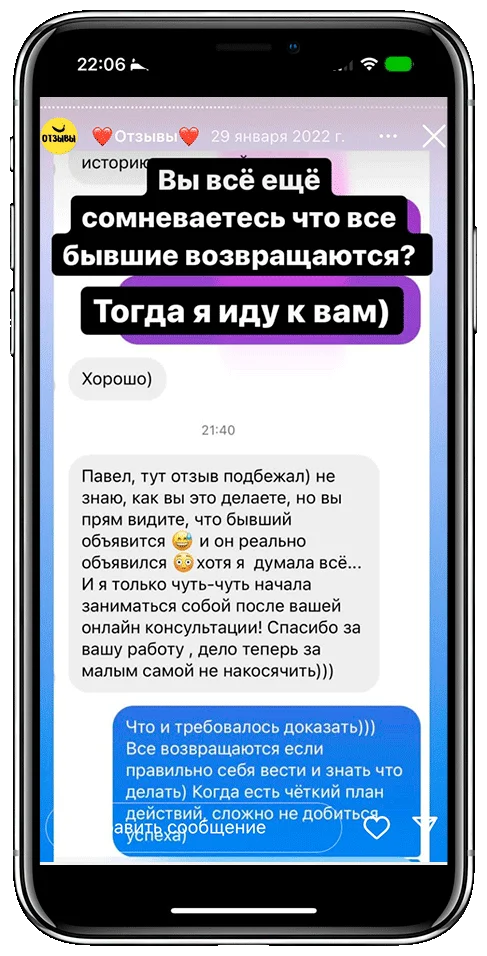 22:06
ОТЗЫВЫ
❤️Отзывы❤️ 29 января 2022 г.
Вы всё ещё
сомневаетесь что все
бывшие возвращаются?
Тогда я иду к вам)
Хорошо)
21:40
Павел, тут отзыв подбежал) не
знаю, как вы это делаете, но вы
прям видите, что бывший
объявится 😅 и он реально
объявился 😳хотя я думала всё...
И я только чуть-чуть начала
заниматься собой после вашей
онлайн консультации! Спасибо за
вашу работу , дело теперь за
малым самой не накосячить)))
Что и требовалось доказать)))
Все возвращаются если
правильно себя вести и знать что
делать) Когда есть чёткий план
действий, сложно не добиться
успеха)
сообщение